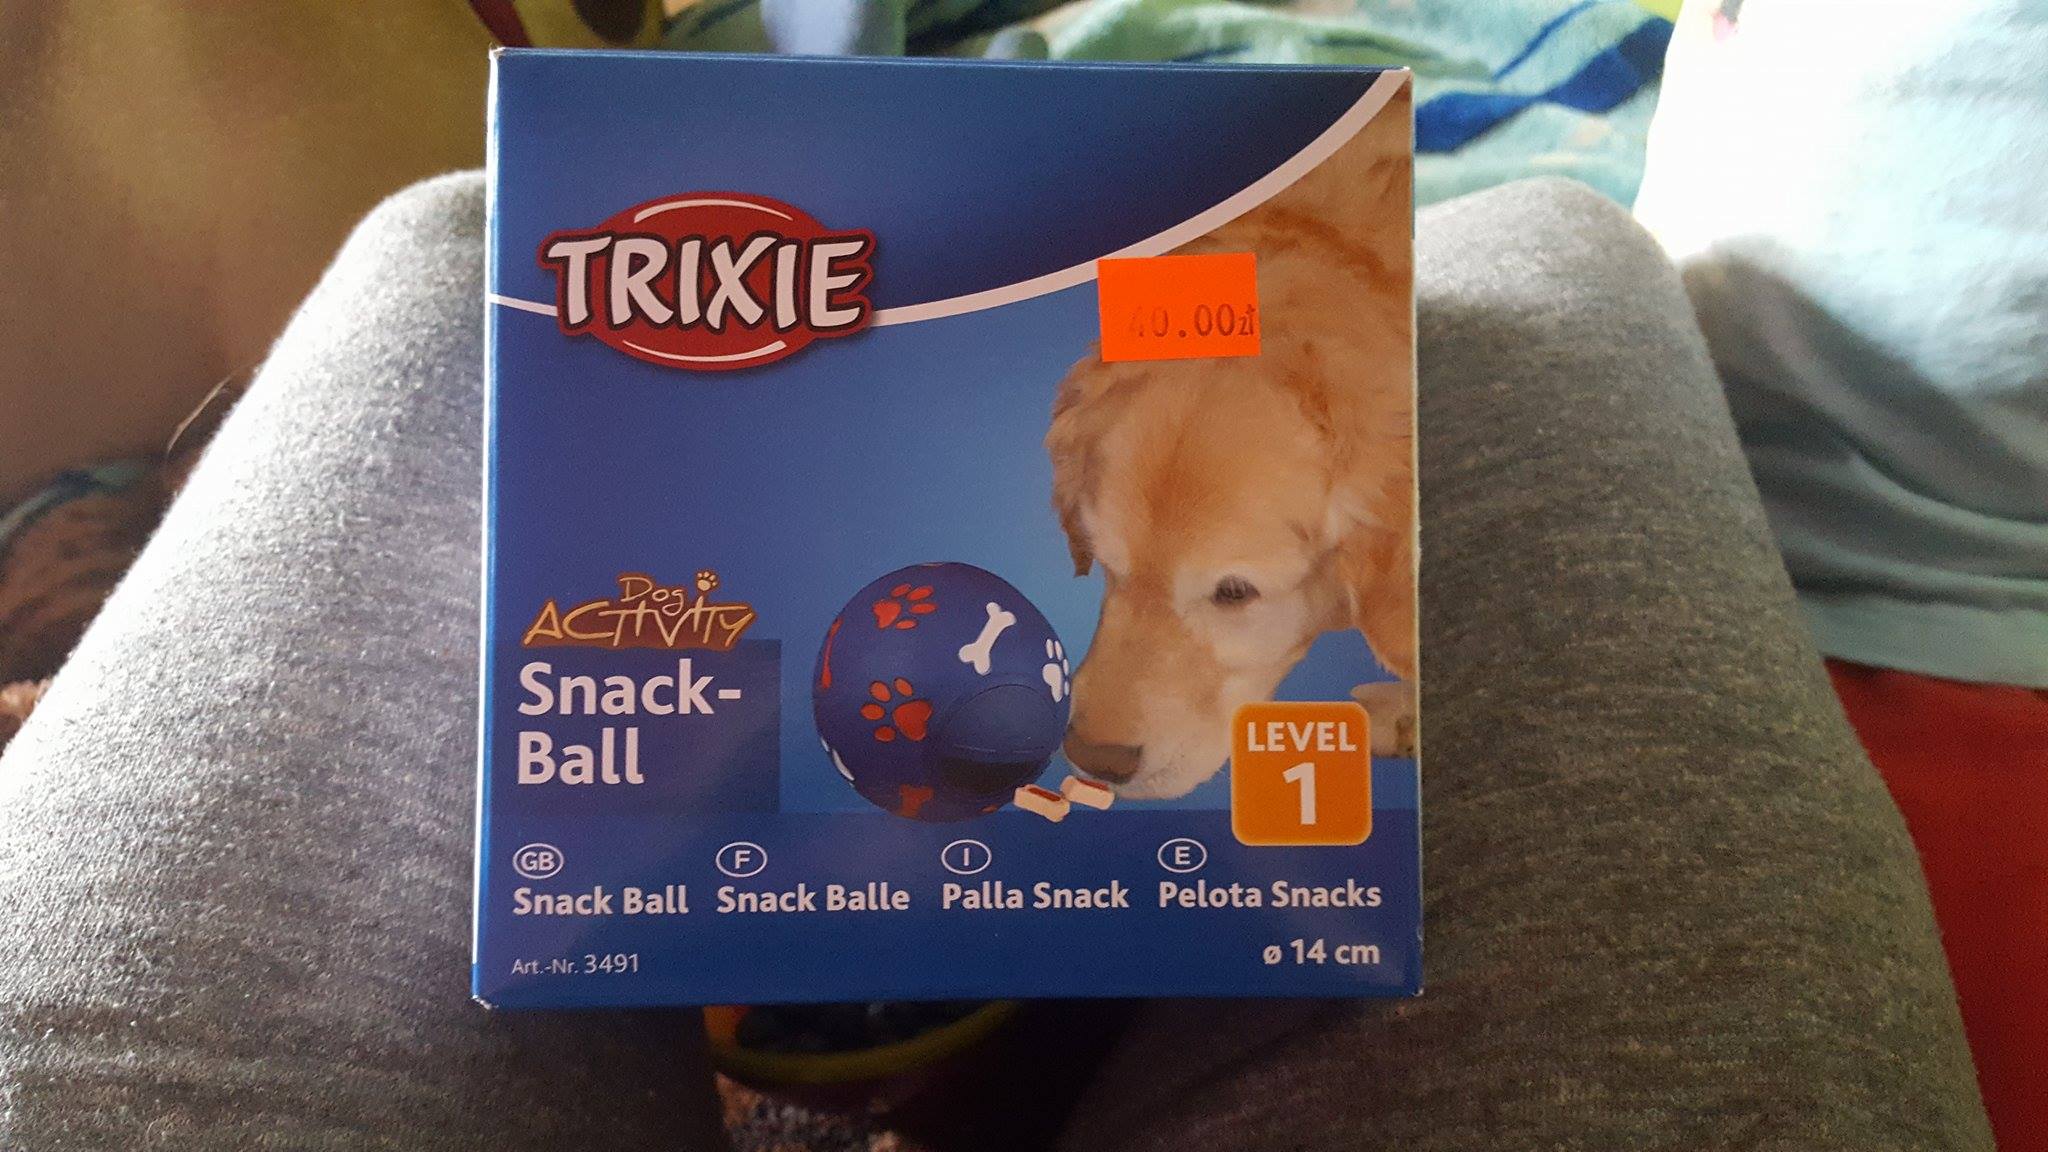 TRIXIE
40.00zł
Dog
ACTIVITY
Snack-
Ball
LEVEL
1
GB F I E
Snack Ball Snack Balle Palla Snack Pelota Snacks
Art.-Nr. 3491
ø 14 cm